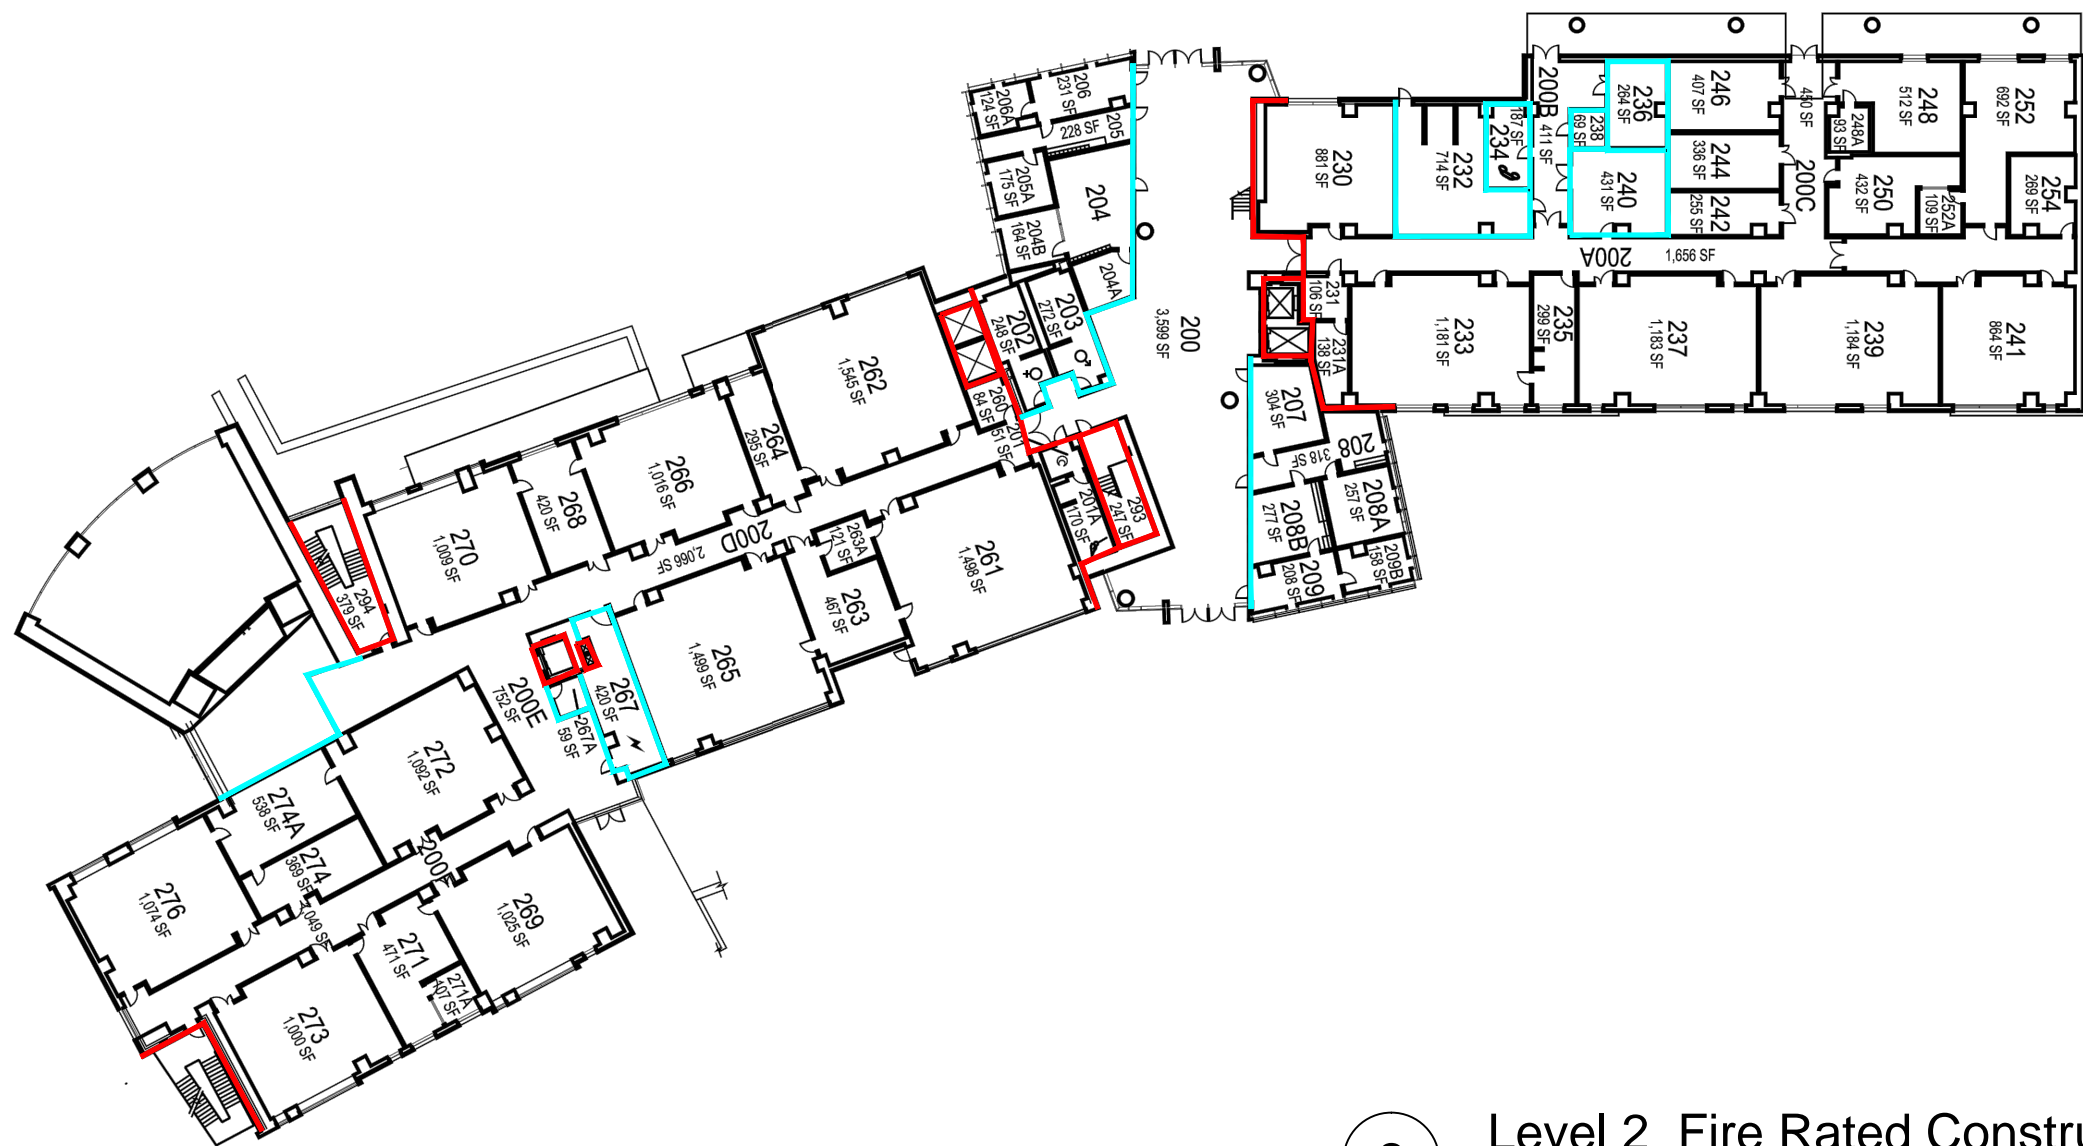 206
231 SF
206A
124 SF
205
228 SF
205A
175 SF
204
204B
164 SF
204A
203
272 SF
202
248 SF
200
3,599 SF
230
881 SF
232
714 SF
234
187 SF
200B
411 SF
238
69 SF
236
264 SF
240
431 SF
246
407 SF
244
336 SF
242
255 SF
450 SF
200C
248
512 SF
248A
93 SF
250
432 SF
252
692 SF
252A
109 SF
254
269 SF
200A
1,656 SF
231
106 SF
231A
138 SF
233
1,181 SF
235
299 SF
237
1,183 SF
239
1,184 SF
241
864 SF
207
304 SF
208
318 SF
208A
257 SF
208B
277 SF
209
208 SF
209B
158 SF
262
1,545 SF
260
84 SF
201
51 SF
201A
170 SF
293
247 SF
264
295 SF
266
1,016 SF
268
420 SF
270
1,009 SF
294
379 SF
200D
2,066 SF
263A
121 SF
263
467 SF
261
1,498 SF
265
1,499 SF
267
420 SF
267A
59 SF
200E
752 SF
272
1,092 SF
274A
538 SF
274
369 SF
276
1,074 SF
200F
269
1,025 SF
271
471 SF
271A
107 SF
273
1,000 SF
Level 2 Fire Rated Constru